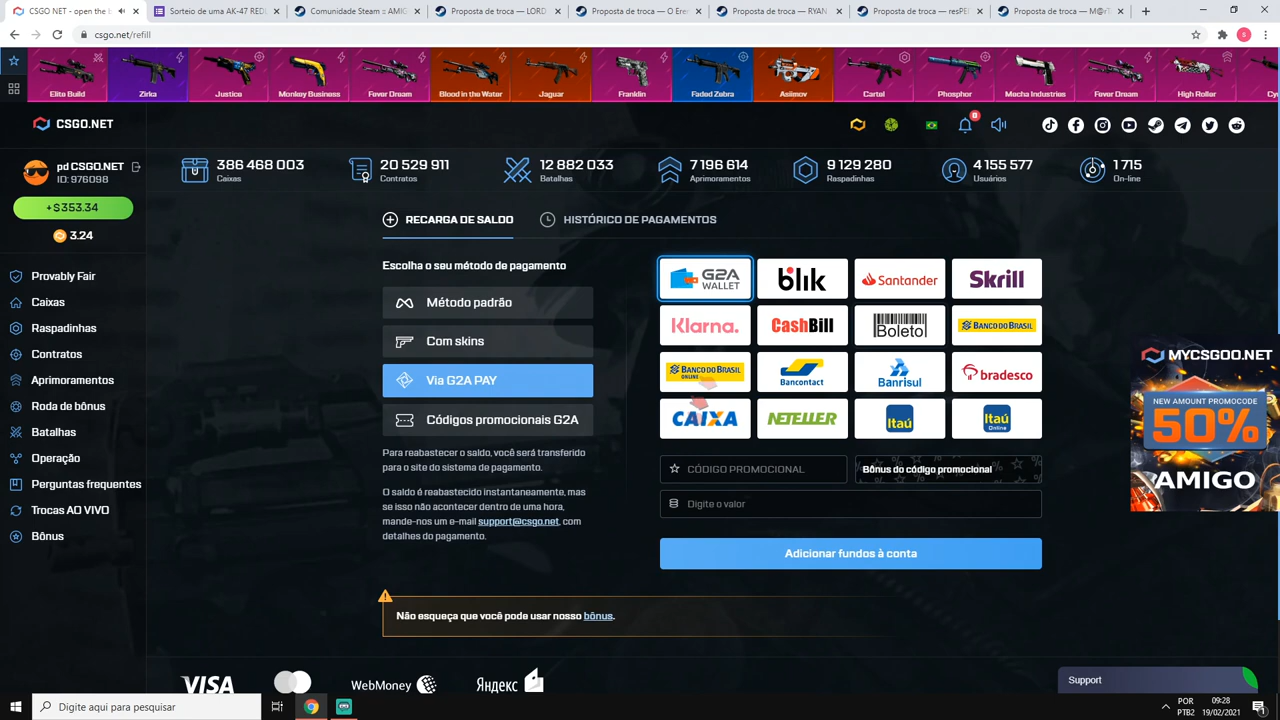 CSGO NET - open the b
Sorteio de uma AK-47 RED
Comunidade Steam :: AMIG
Proposta de troca — LORD
Proposta de troca — O Ere
Proposta de troca — RYAN
Proposta de troca — resPE
Proposta de troca — M@rT
csgo.net/refill
S
Elite Build
Zirka
Justice
Monkey Business
Fever Dream
Blood in the Water
Jaguar
Franklin
Faded Zebra
Asiimov
Cartel
Phosphor
Mecha Industries
Fever Dream
High Roller
Cy
CSGO.NET
8
pd CSGO.NET
ID: 976098
+$353.34
3.24
386 468 003
Caixas
20 529 911
Contratos
12 882 033
Batalhas
7 196 614
Aprimoramentos
9 129 280
Raspadinhas
4 155 577
Usuários
1 715
On-line
Provably Fair
Caixas
Raspadinhas
Contratos
Aprimoramentos
Roda de bônus
Batalhas
Operação
Perguntas frequentes
Trocas AO VIVO
Bônus
RECARGA DE SALDO
HISTÓRICO DE PAGAMENTOS
Escolha o seu método de pagamento
Método padrão
Com skins
Via G2A PAY
Códigos promocionais G2A
Para reabastecer o saldo, você será transferido
para o site do sistema de pagamento.
O saldo é reabastecido instantaneamente, mas
se isso não acontecer dentro de uma hora,
mande-nos um e-mail support@csgo.net, com
detalhes do pagamento.
G2A
WALLET
blik
Santander
Skrill
Klarna.
CashBill
Boleto
BANCO DO BRASIL
BANCO DO BRASIL
ONLINE
Bancontact
Banrisul
bradesco
CAIXA
NETELLER
Itaú
Itaú
Online
CÓDIGO PROMOCIONAL
Bônus do código promocional
Digite o valor
Adicionar fundos à conta
Não esqueça que você pode usar nosso bônus.
MYCSGOO.NET
NEW AMOUNT PROMOCODE
50%
AMIGO
VISA
WebMoney
Яндекс
Support
Digite aqui para pesquisar
POR
PTB2
09:28
19/02/2021
1